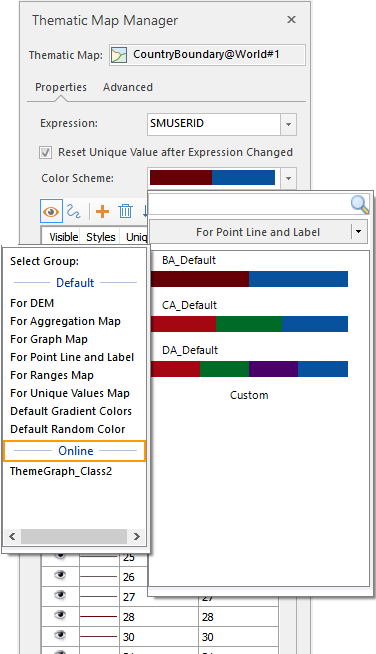 Thematic Map Manager
Thematic Map: CountryBoundary@World#1
Properties Advanced
Expression: SMUSERID
Reset Unique Value after Expression Changed
Color Scheme:
For Point Line and Label
Visible Styles Uniq
BA_Default
CA_Default
DA_Default
Custom
Select Group:
Default
For DEM
For Aggregation Map
For Graph Map
For Point Line and Label
For Ranges Map
For Unique Values Map
Default Gradient Colors
Default Random Color
Online
ThemeGraph_Class2
25
26
27 27
28 28
30 30